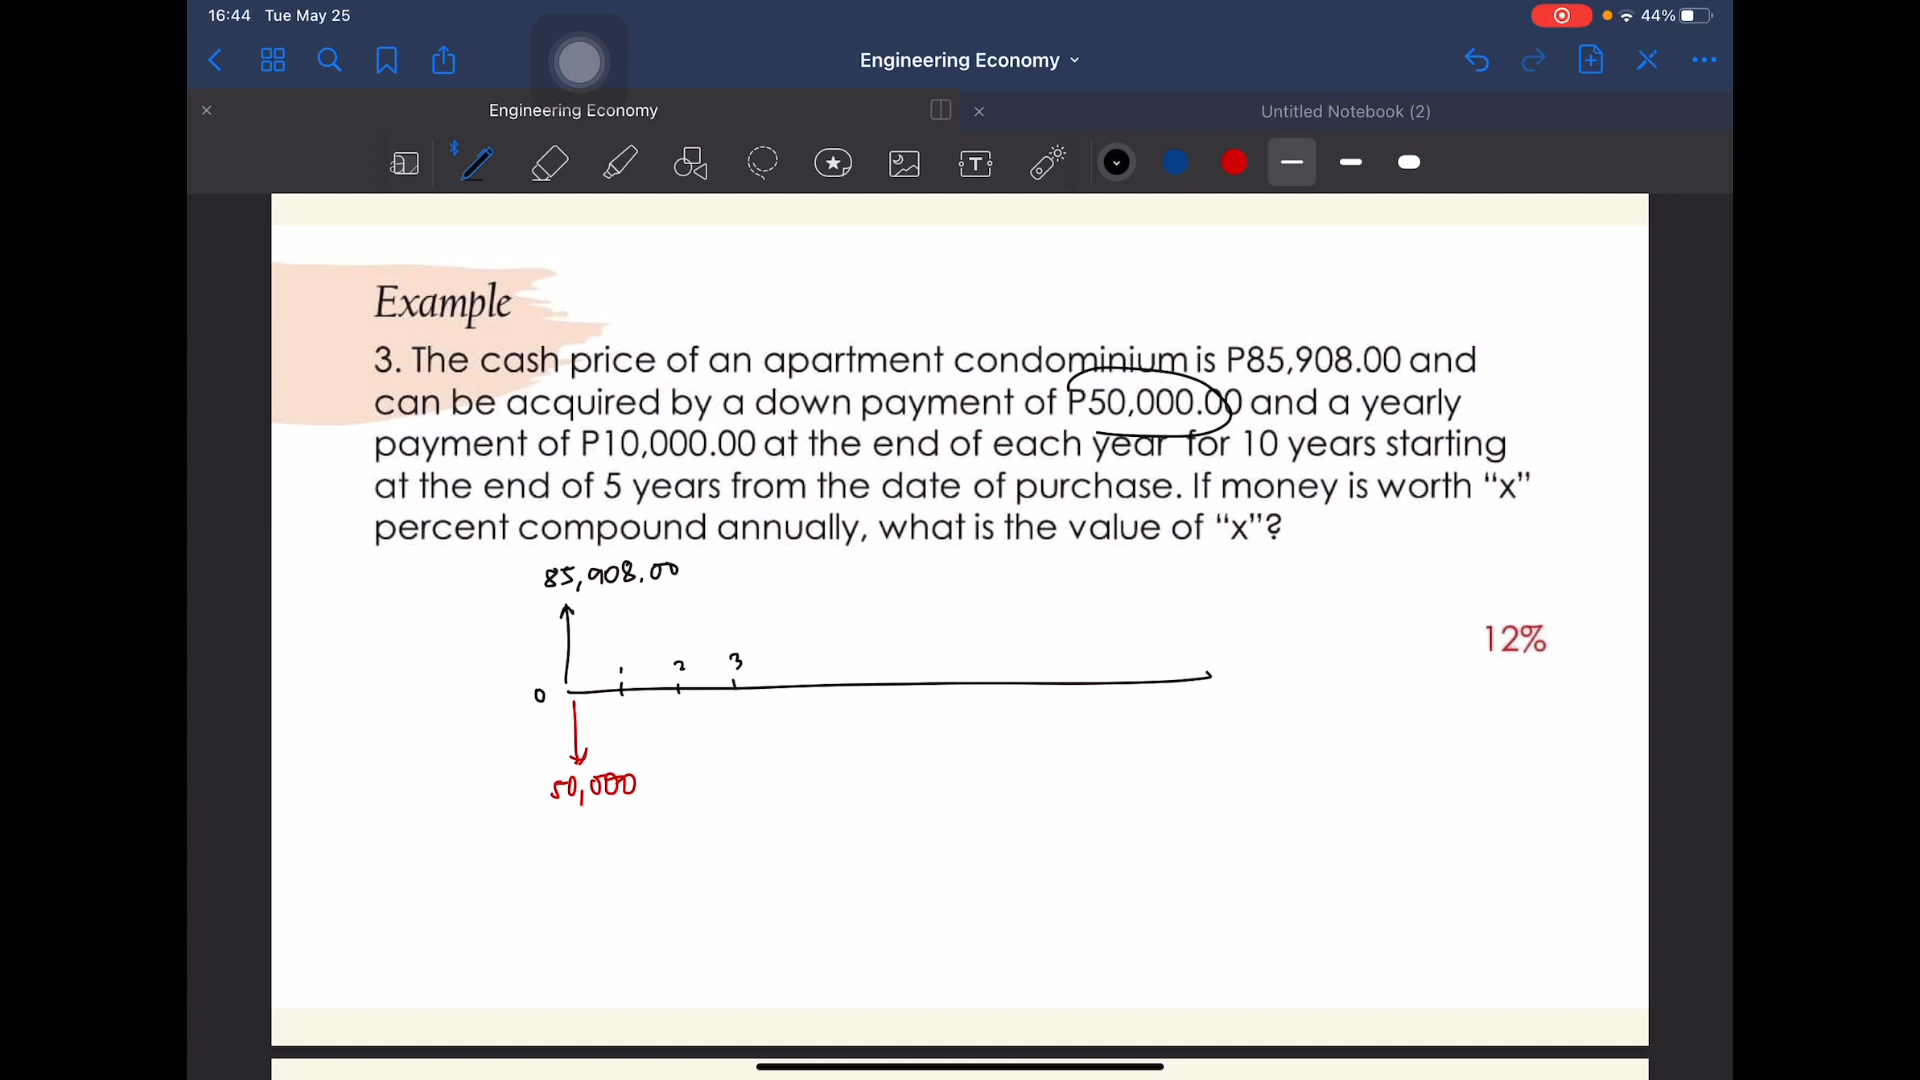 16:44 Tue May 25 44%
Engineering Economy
Engineering Economy Untitled Notebook (2)
T
Example
3. The cash price of an apartment condominium is P85,908.00 and
can be acquired by a down payment of P50,000.00 and a yearly
payment of P10,000.00 at the end of each year for 10 years starting
at the end of 5 years from the date of purchase. If money is worth “x”
percent compound annually, what is the value of “x”?
85,908.00
12%
1 2 3
0
50,000